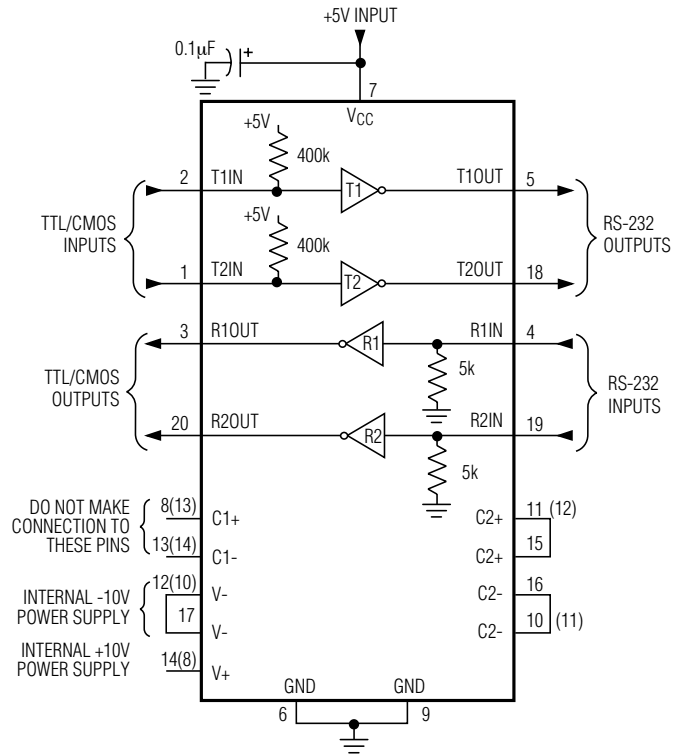 +5V INPUT
0.1µF
+
7
VCC
+5V
400k
2
T1IN
T1
T1OUT
5
TTL/CMOS
INPUTS
+5V
400k
RS-232
OUTPUTS
1
T2IN
T2
T2OUT
18
3
R1OUT
R1
R1IN
4
5k
TTL/CMOS
OUTPUTS
RS-232
INPUTS
20
R2OUT
R2
R2IN
19
5k
DO NOT MAKE
CONNECTION TO
THESE PINS
8(13)
C1+
13(14)
C1-
C2+
11 (12)
C2+
15
INTERNAL -10V
POWER SUPPLY
12(10)
V-
17
V-
C2-
16
C2-
10 (11)
INTERNAL +10V
POWER SUPPLY
14(8)
V+
GND
GND
6
9